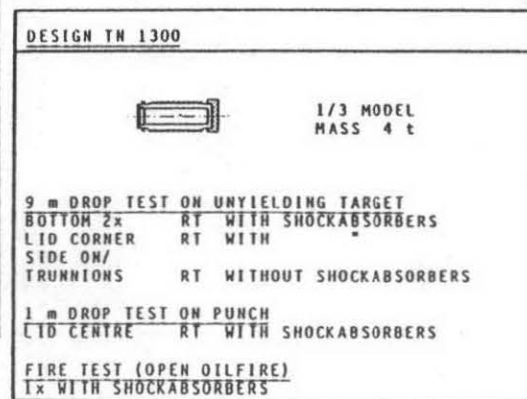 DESIGN TN 1300
1/3 MODEL
MASS 4 t
9 m DROP TEST ON UNYIELDING TARGET
BOTTOM 2x RT WITH SHOCKABSORBERS
LID CORNER RT WITH "
SIDE ON/
TRUNNIONS RT WITHOUT SHOCKABSORBERS
1 m DROP TEST ON PUNCH
LID CENTRE RT WITH SHOCKABSORBERS
FIRE TEST (OPEN OILFIRE)
1x WITH SHOCKABSORBERS